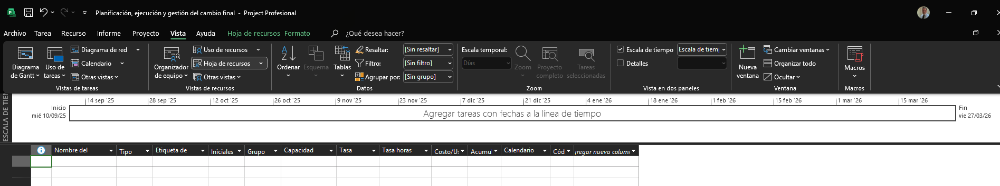 Planificación, ejecución y gestión del cambio final - Project Profesional
Archivo Tarea Recurso Informe Proyecto Vista Ayuda Hoja de recursos Formato ¿Qué desea hacer?
Diagrama de Gantt
Uso de tareas
Diagrama de red
Calendario
Otras vistas
Vistas de tareas
Organizador de equipo
Uso de recursos
Hoja de recursos
Otras vistas
Vistas de recursos
Ordenar
Esquema
Tablas
Resaltar: [Sin resaltar]
Filtro: [Sin filtro]
Agrupar por: [Sin grupo]
Datos
Escala temporal:
Días
Zoom
Proyecto completo
Tareas seleccionadas
Zoom
Escala de tiempo Escala de tiem
Detalles
Vista en dos paneles
Nueva ventana
Cambiar ventanas
Organizar todo
Ocultar
Ventana
Macros
Macros
ESCALA DE TIE
14 sep '25 28 sep '25 12 oct '25 26 oct '25 9 nov '25 23 nov '25 7 dic '25 21 dic '25 4 ene '26 18 ene '26 1 feb '26 15 feb '26 1 mar '26 15 mar '26
Inicio
mié 10/09/25
Agregar tareas con fechas a la línea de tiempo
Fin
vie 27/03/26
Nombre del Tipo Etiqueta de Iniciales Grupo Capacidad Tasa Tasa horas Costo/Us Acumu Calendario Cód gregar nueva colum